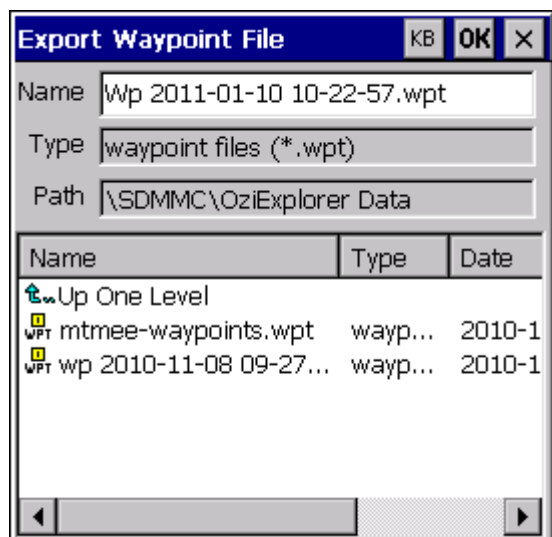 Export Waypoint File KB OK ×
Name Wp 2011-01-10 10-22-57.wpt
Type waypoint files (*.wpt)
Path \SDMMC\OziExplorer Data
Name Type Date
Up One Level
WPT mtmee-waypoints.wpt wayp... 2010-1
WPT wp 2010-11-08 09-27... wayp... 2010-1